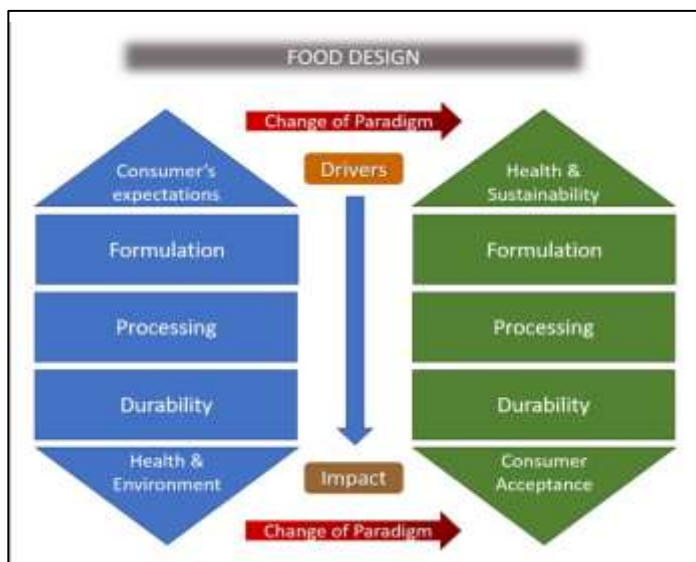 FOOD DESIGN
Change of Paradigm
Consumer's
expectations
Drivers
Health &
Sustainability
Formulation
Formulation
Processing
Processing
Durability
Durability
Health &
Environment
Impact
Consumer
Acceptance
Change of Paradigm